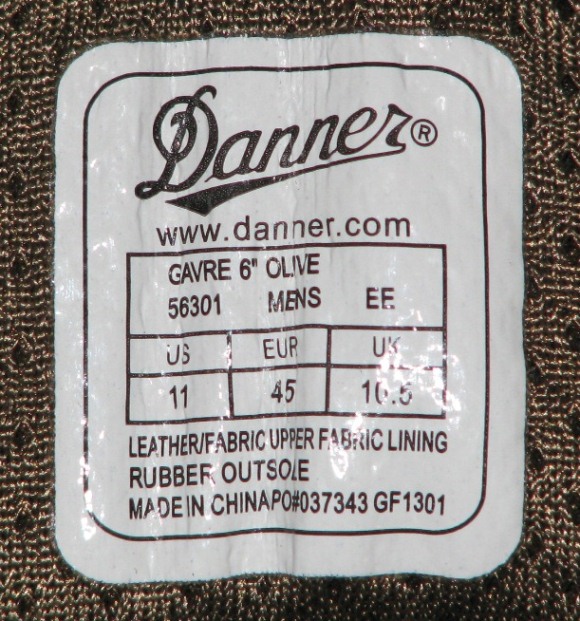 Danner®
www.danner.com
GAVRE 6" OLIVE
56301 MENS EE
US EUR UK
11 45 10.5
LEATHER/FABRIC UPPER FABRIC LINING
RUBBER OUTSOLE
MADE IN CHINAPO#037343 GF1301